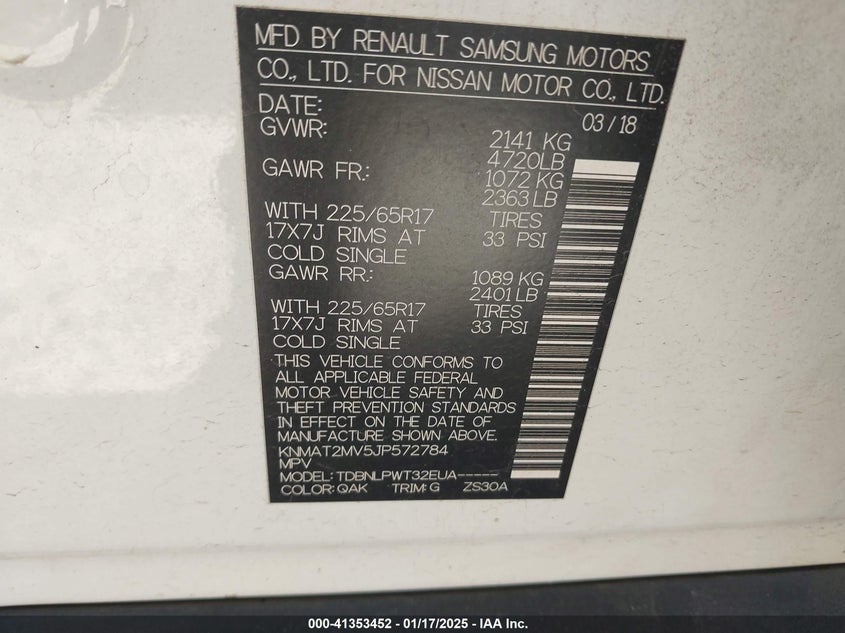 MFD BY RENAULT SAMSUNG MOTORS
CO., LTD. FOR NISSAN MOTOR CO., LTD.
DATE: 03/18
GVWR: 2141 KG
4720LB
GAWR FR.: 1072 KG
2363 LB
WITH 225/65R17 TIRES
17X7J RIMS AT 33 PSI
COLD SINGLE
GAWR RR.: 1089 KG
2401 LB
WITH 225/65R17 TIRES
17X7J RIMS AT 33 PSI
COLD SINGLE
THIS VEHICLE CONFORMS TO
ALL APPLICABLE FEDERAL
MOTOR VEHICLE SAFETY AND
THEFT PREVENTION STANDARDS
IN EFFECT ON THE DATE OF
MANUFACTURE SHOWN ABOVE.
KNMAT2MV5JP572784
MPV
MODEL: TDBNLPWT32EUA-----
COLOR: QAK TRIM: G ZS30A
000-41353452 - 01/17/2025 - IAA Inc.